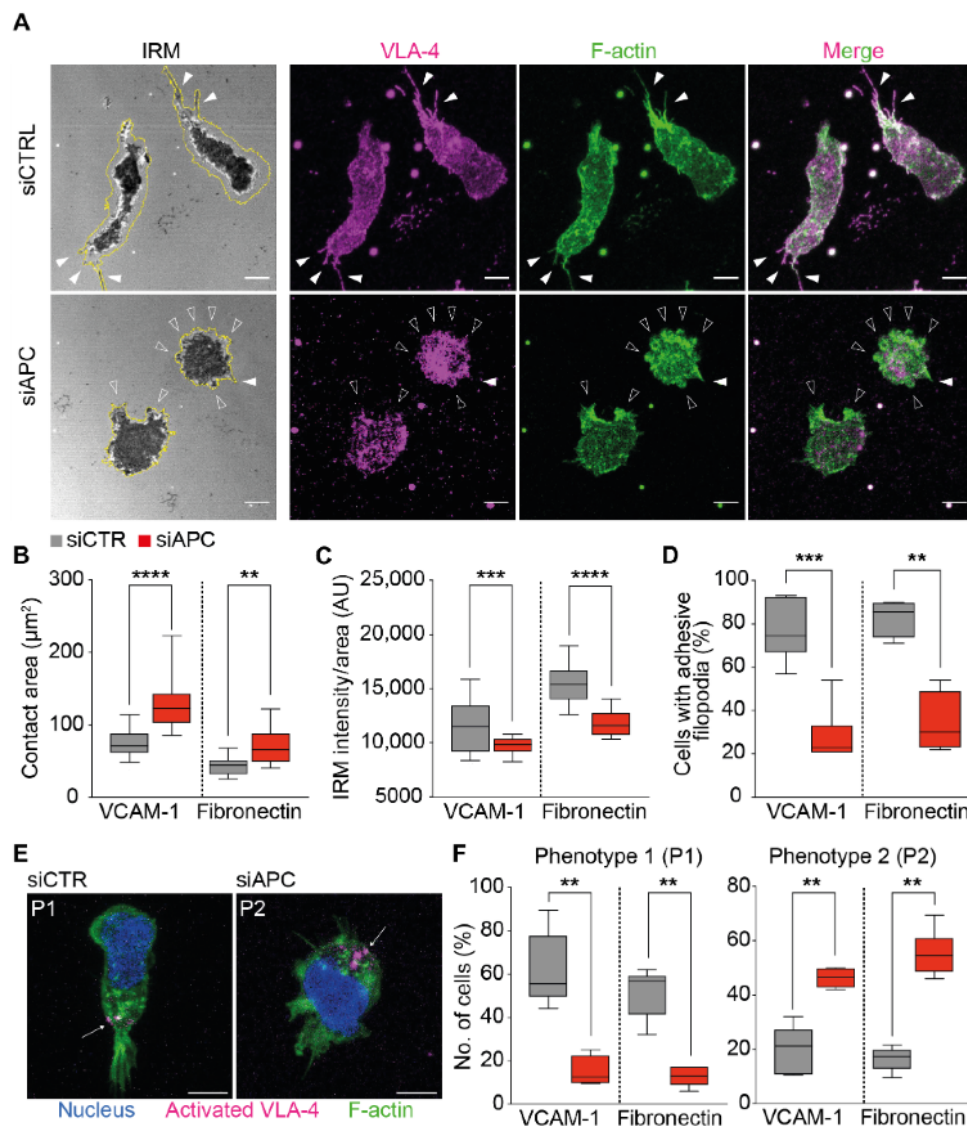 A
IRM VLA-4 F-actin Merge
siCTRL
siAPC
siCTR siAPC
B
****
**
Contact area (µm²)
300
200
100
0
VCAM-1 Fibronectin
C
***
****
IRM intensity/area (AU)
25,000
20,000
15,000
10,000
5000
VCAM-1 Fibronectin
D
***
**
Cells with adhesive
filopodia (%)
100
80
60
40
20
0
VCAM-1 Fibronectin
E
siCTR siAPC
P1 P2
Nucleus Activated VLA-4 F-actin
F
Phenotype 1 (P1) Phenotype 2 (P2)
No. of cells (%)
** **
100
80
60
40
20
0
VCAM-1 Fibronectin
** **
80
60
40
20
0
VCAM-1 Fibronectin